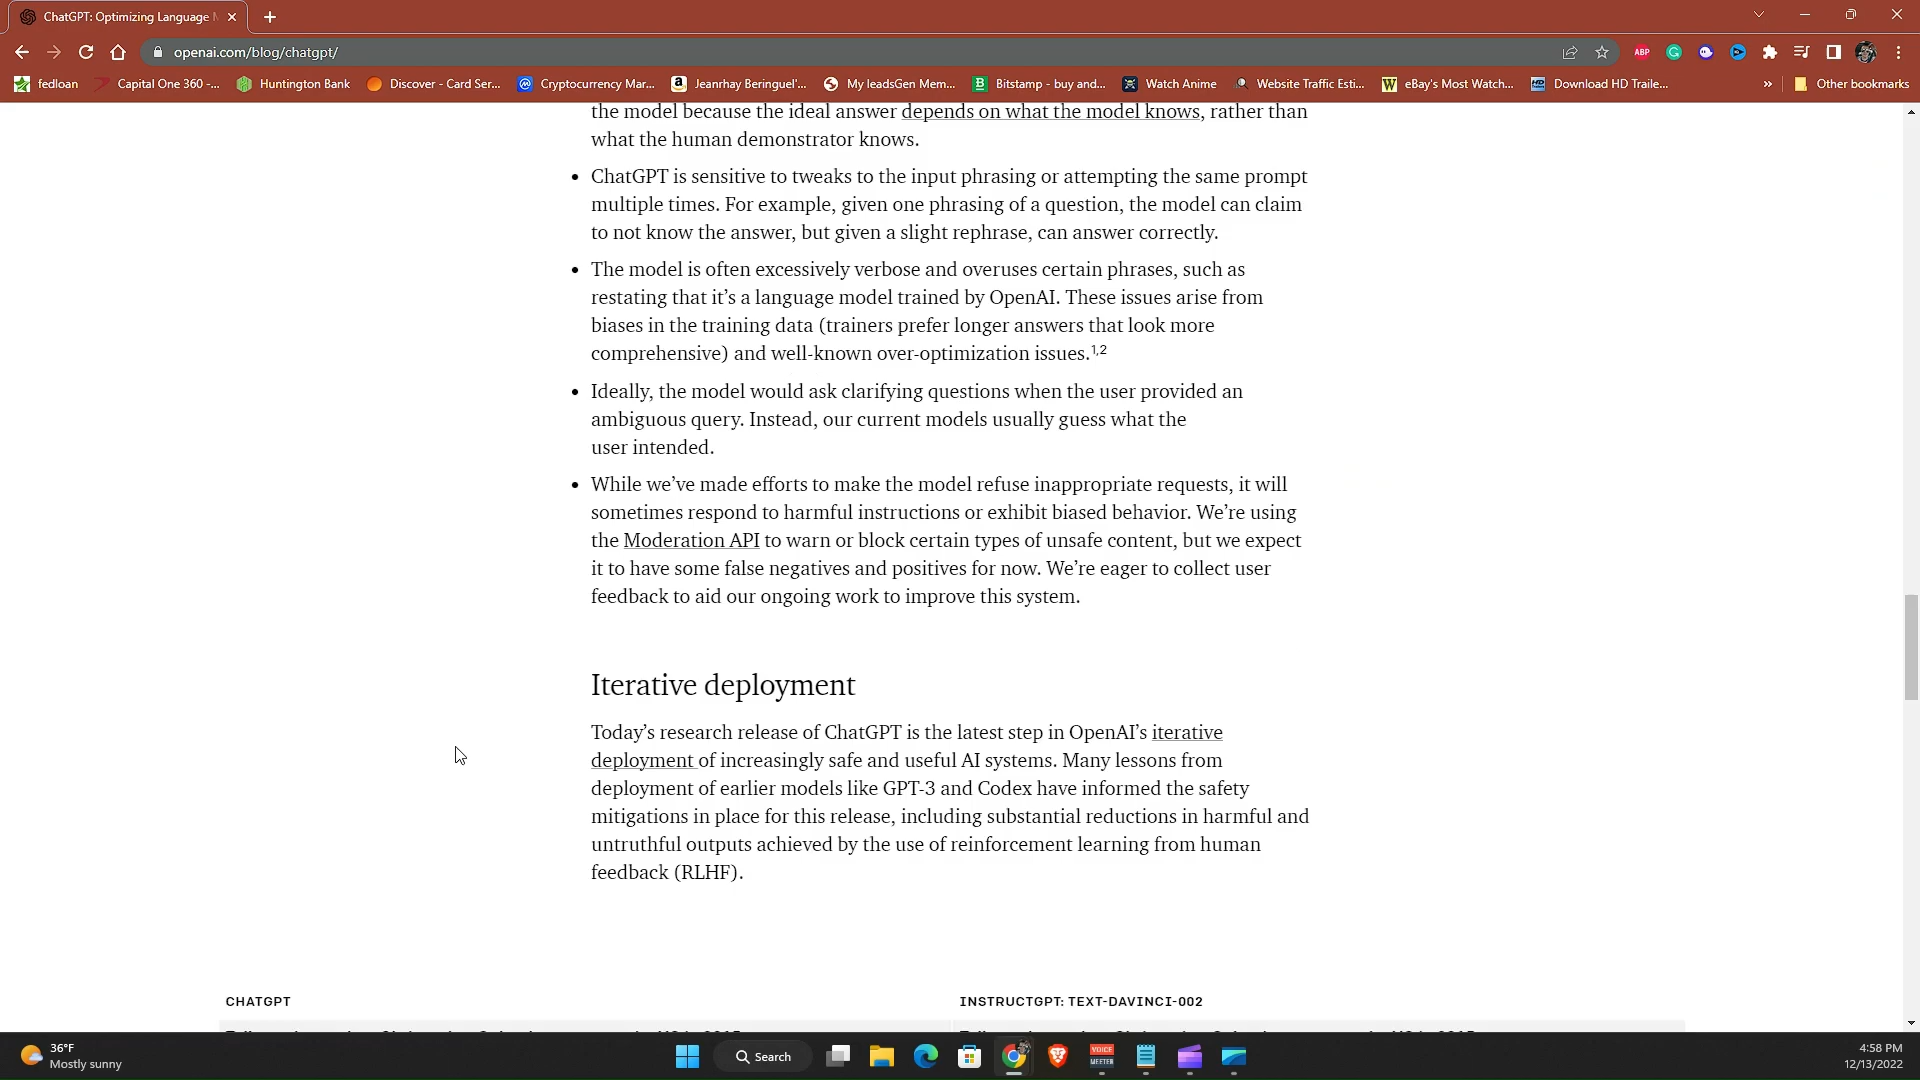 ChatGPT: Optimizing Language
openai.com/blog/chatgpt/
ABP
fedloan
Capital One 360 -...
Huntington Bank
Discover - Card Ser...
Cryptocurrency Mar...
Jeanrhay Beringuel'...
My leadsGen Mem...
Bitstamp - buy and...
Watch Anime
Website Traffic Esti...
eBay's Most Watch...
Download HD Traile...
»
Other bookmarks
the model because the ideal answer depends on what the model knows, rather than
what the human demonstrator knows.
• ChatGPT is sensitive to tweaks to the input phrasing or attempting the same prompt
multiple times. For example, given one phrasing of a question, the model can claim
to not know the answer, but given a slight rephrase, can answer correctly.
• The model is often excessively verbose and overuses certain phrases, such as
restating that it’s a language model trained by OpenAI. These issues arise from
biases in the training data (trainers prefer longer answers that look more
comprehensive) and well-known over-optimization issues.1,2
• Ideally, the model would ask clarifying questions when the user provided an
ambiguous query. Instead, our current models usually guess what the
user intended.
• While we’ve made efforts to make the model refuse inappropriate requests, it will
sometimes respond to harmful instructions or exhibit biased behavior. We’re using
the Moderation API to warn or block certain types of unsafe content, but we expect
it to have some false negatives and positives for now. We’re eager to collect user
feedback to aid our ongoing work to improve this system.
Iterative deployment
Today’s research release of ChatGPT is the latest step in OpenAI’s iterative
deployment of increasingly safe and useful AI systems. Many lessons from
deployment of earlier models like GPT-3 and Codex have informed the safety
mitigations in place for this release, including substantial reductions in harmful and
untruthful outputs achieved by the use of reinforcement learning from human
feedback (RLHF).
CHATGPT
INSTRUCTGPT: TEXT-DAVINCI-002
36°F
Mostly sunny
Search
VOICE
MEETER
4:58 PM
12/13/2022